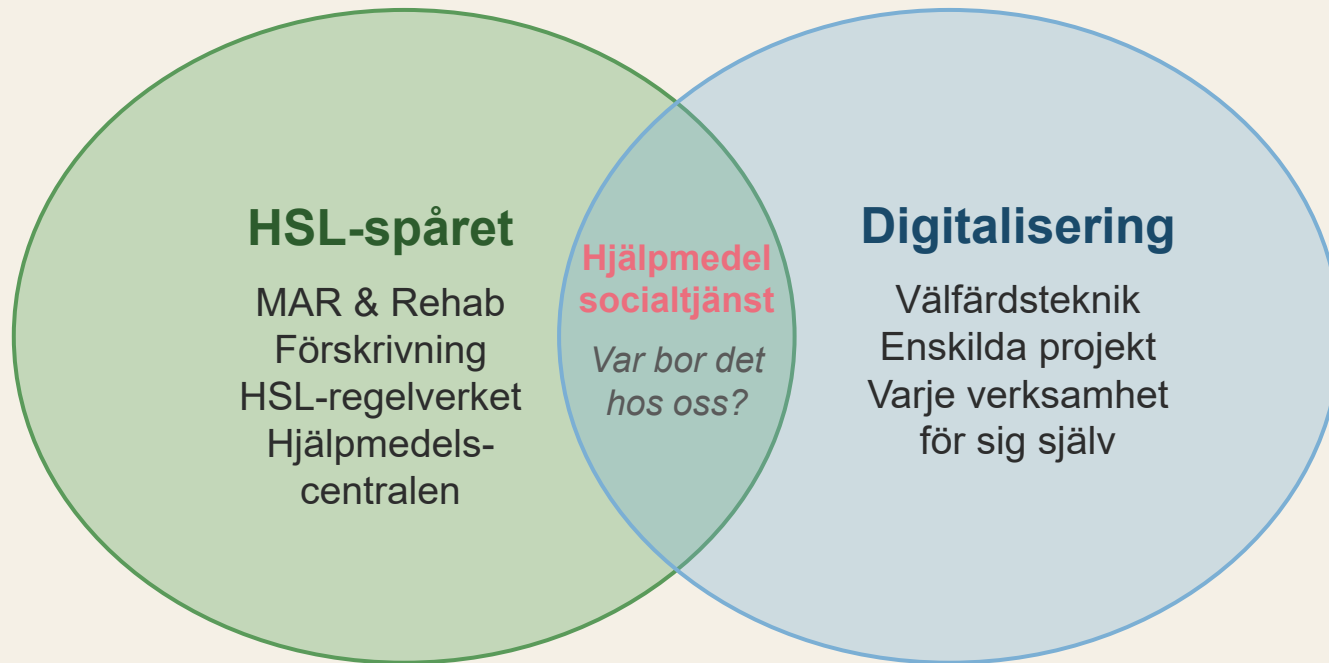 HSL-spåret
MAR & Rehab
Förskrivning
HSL-regelverket
Hjälpmedels-
centralen
Hjälpmedel
socialtjänst
Var bor det
hos oss?
Digitalisering
Välfärdsteknik
Enskilda projekt
Varje verksamhet
för sig själv